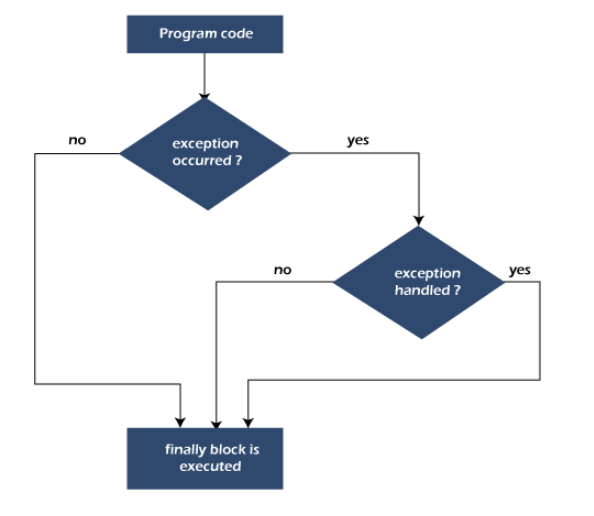 Program code
exception
occurred ?
no
yes
exception
handled ?
no
yes
finally block is
executed